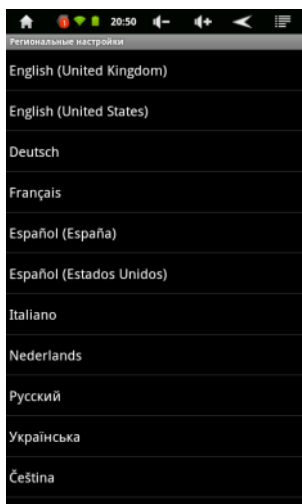 1 20:50
Региональные настройки
English (United Kingdom)
English (United States)
Deutsch
Français
Español (España)
Español (Estados Unidos)
Italiano
Nederlands
Русский
Українська
Čeština